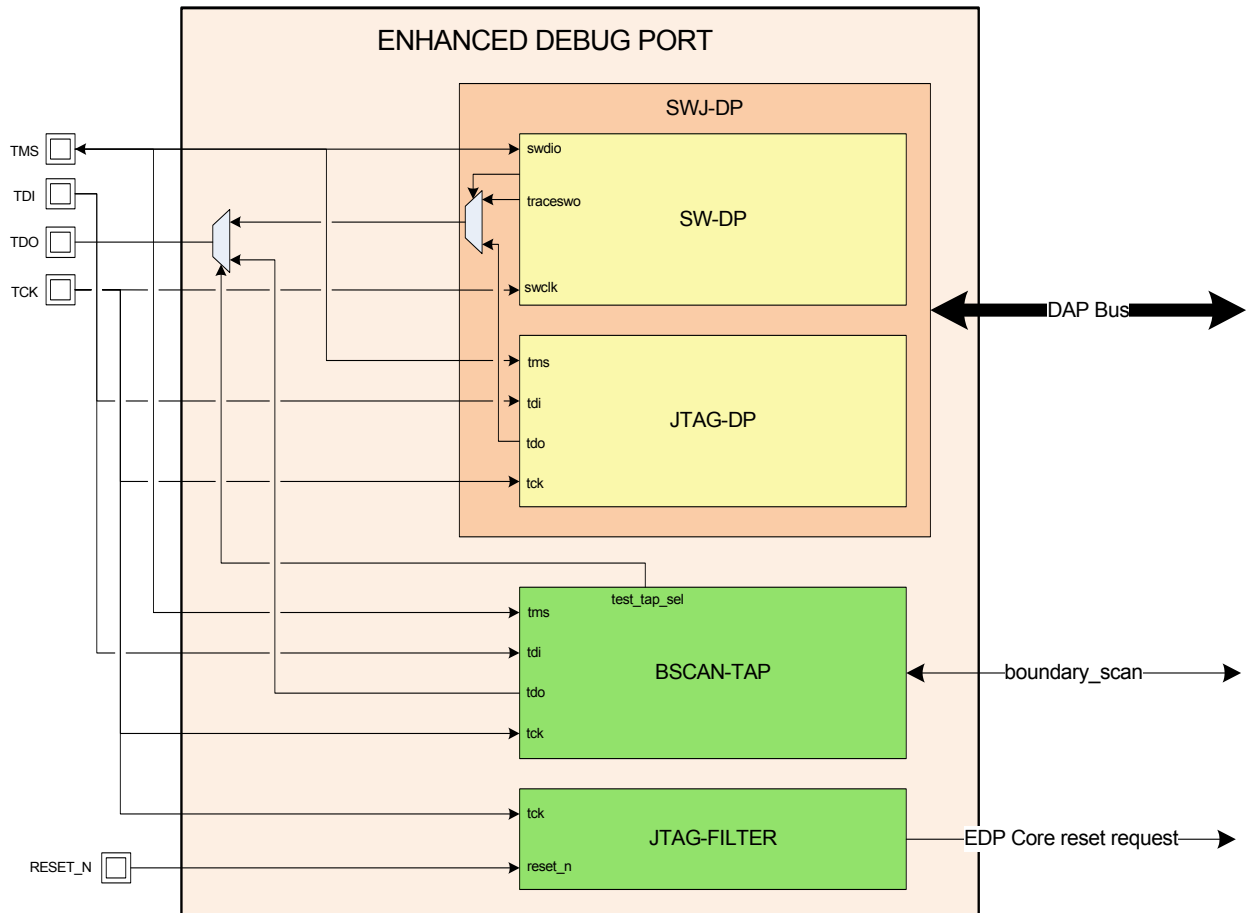 ENHANCED DEBUG PORT
SWJ-DP
TMS
swdio
TDI
traceswo
SW-DP
TDO
TCK
swclk
DAP Bus
tms
tdi
JTAG-DP
tdo
tck
test_tap_sel
tms
tdi
BSCAN-TAP
boundary_scan
tdo
tck
tck
JTAG-FILTER
EDP Core reset request
RESET_N
reset_n